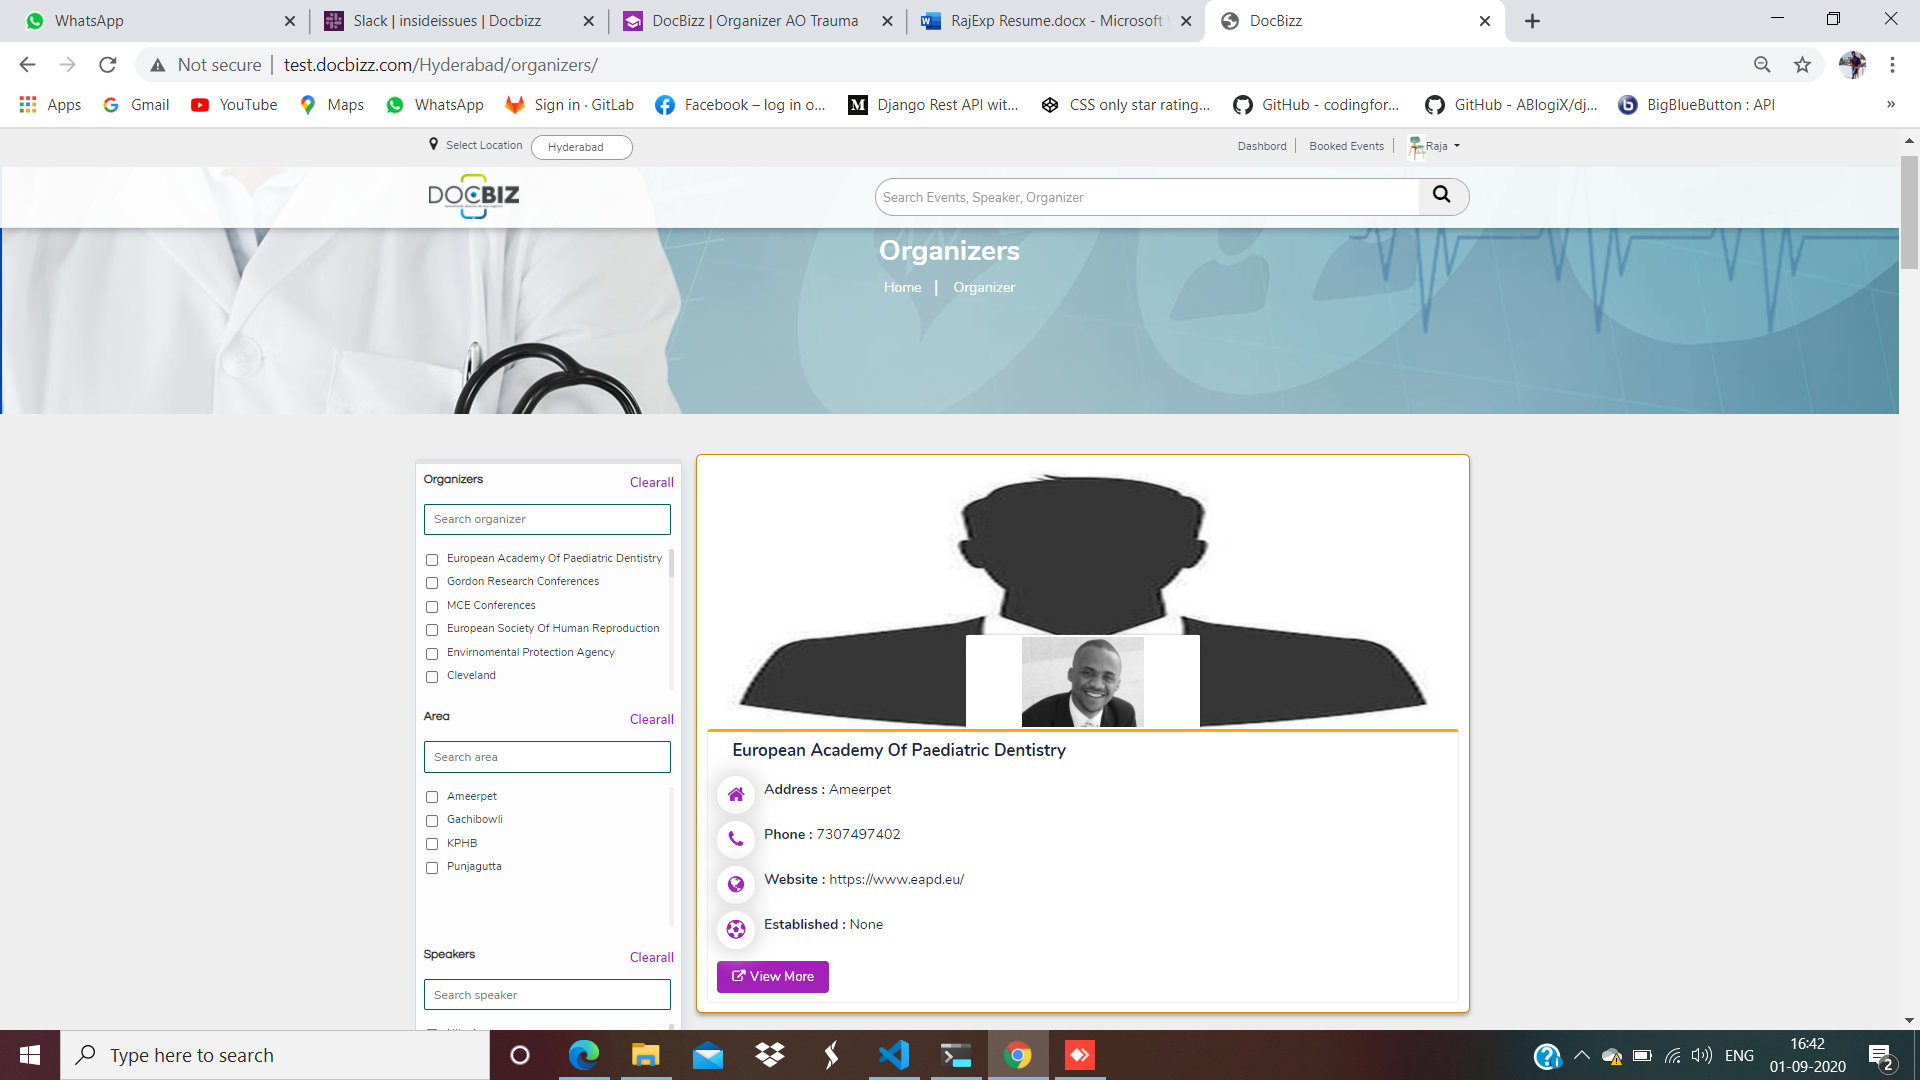 WhatsApp
Slack | insideissues | Docbizz
DocBizz | Organizer AO Trauma
RajExp Resume.docx - Microsoft
DocBizz
Not secure
test.docbizz.com/Hyderabad/organizers/
Apps
Gmail
YouTube
Maps
WhatsApp
Sign in · GitLab
Facebook – log in o...
M
Django Rest API wit...
CSS only star rating...
GitHub - codingfor...
GitHub - ABlogiX/dj...
BigBlueButton : API
»
Select Location
Hyderabad
Dashbord
Booked Events
Raja
DOCBIZ
Search Events, Speaker, Organizer
Organizers
Home | Organizer
Organizers
Clearall
Search organizer
European Academy Of Paediatric Dentistry
Gordon Research Conferences
MCE Conferences
European Society Of Human Reproduction
Envirnomental Protection Agency
Cleveland
Area
Clearall
Search area
Ameerpet
Gachibowli
KPHB
Punjagutta
Speakers
Clearall
Search speaker
European Academy Of Paediatric Dentistry
Address : Ameerpet
Phone : 7307497402
Website : https://www.eapd.eu/
Established : None
View More
Type here to search
ENG
16:42
01-09-2020
2